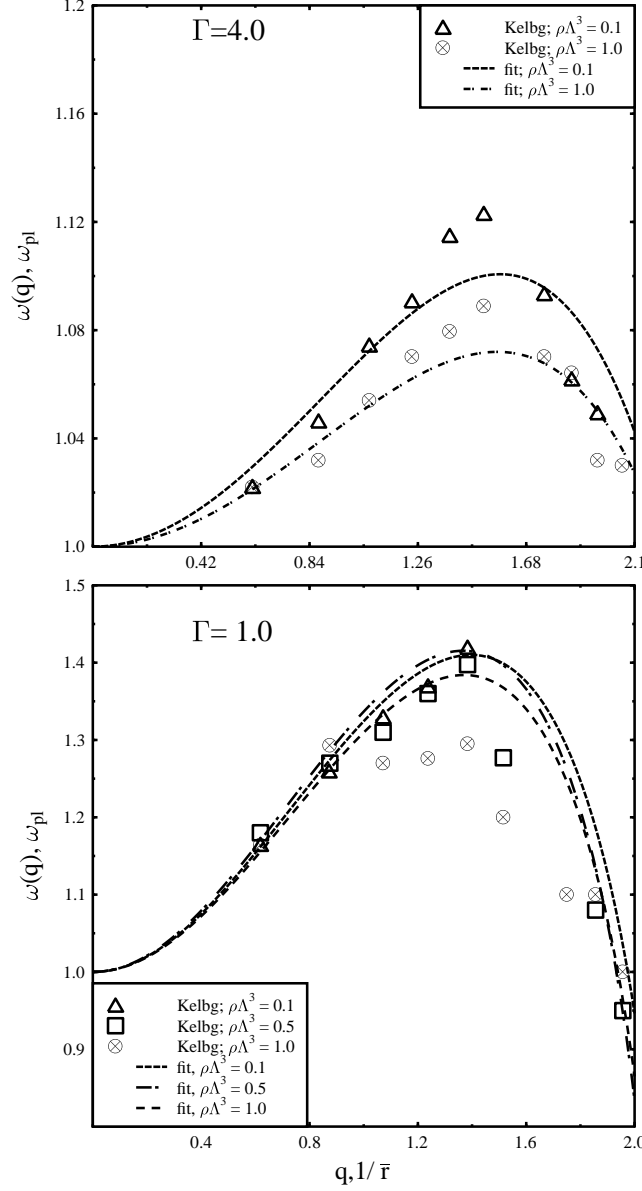 Γ=4.0
Kelbg; ρΛ³ = 0.1
Kelbg; ρΛ³ = 1.0
fit; ρΛ³ = 0.1
fit; ρΛ³ = 1.0
ω(q), ω_pl
1.2
1.16
1.12
1.08
1.04
1.0
0.42 0.84 1.26 1.68 2.1
Γ= 1.0
ω(q), ω_pl
1.5
1.4
1.3
1.2
1.1
1.0
0.9
Kelbg; ρΛ³ = 0.1
Kelbg; ρΛ³ = 0.5
Kelbg; ρΛ³ = 1.0
fit, ρΛ³ = 0.1
fit, ρΛ³ = 0.5
fit, ρΛ³ = 1.0
0.4 0.8 1.2 1.6 2.0
q,1/ r̄